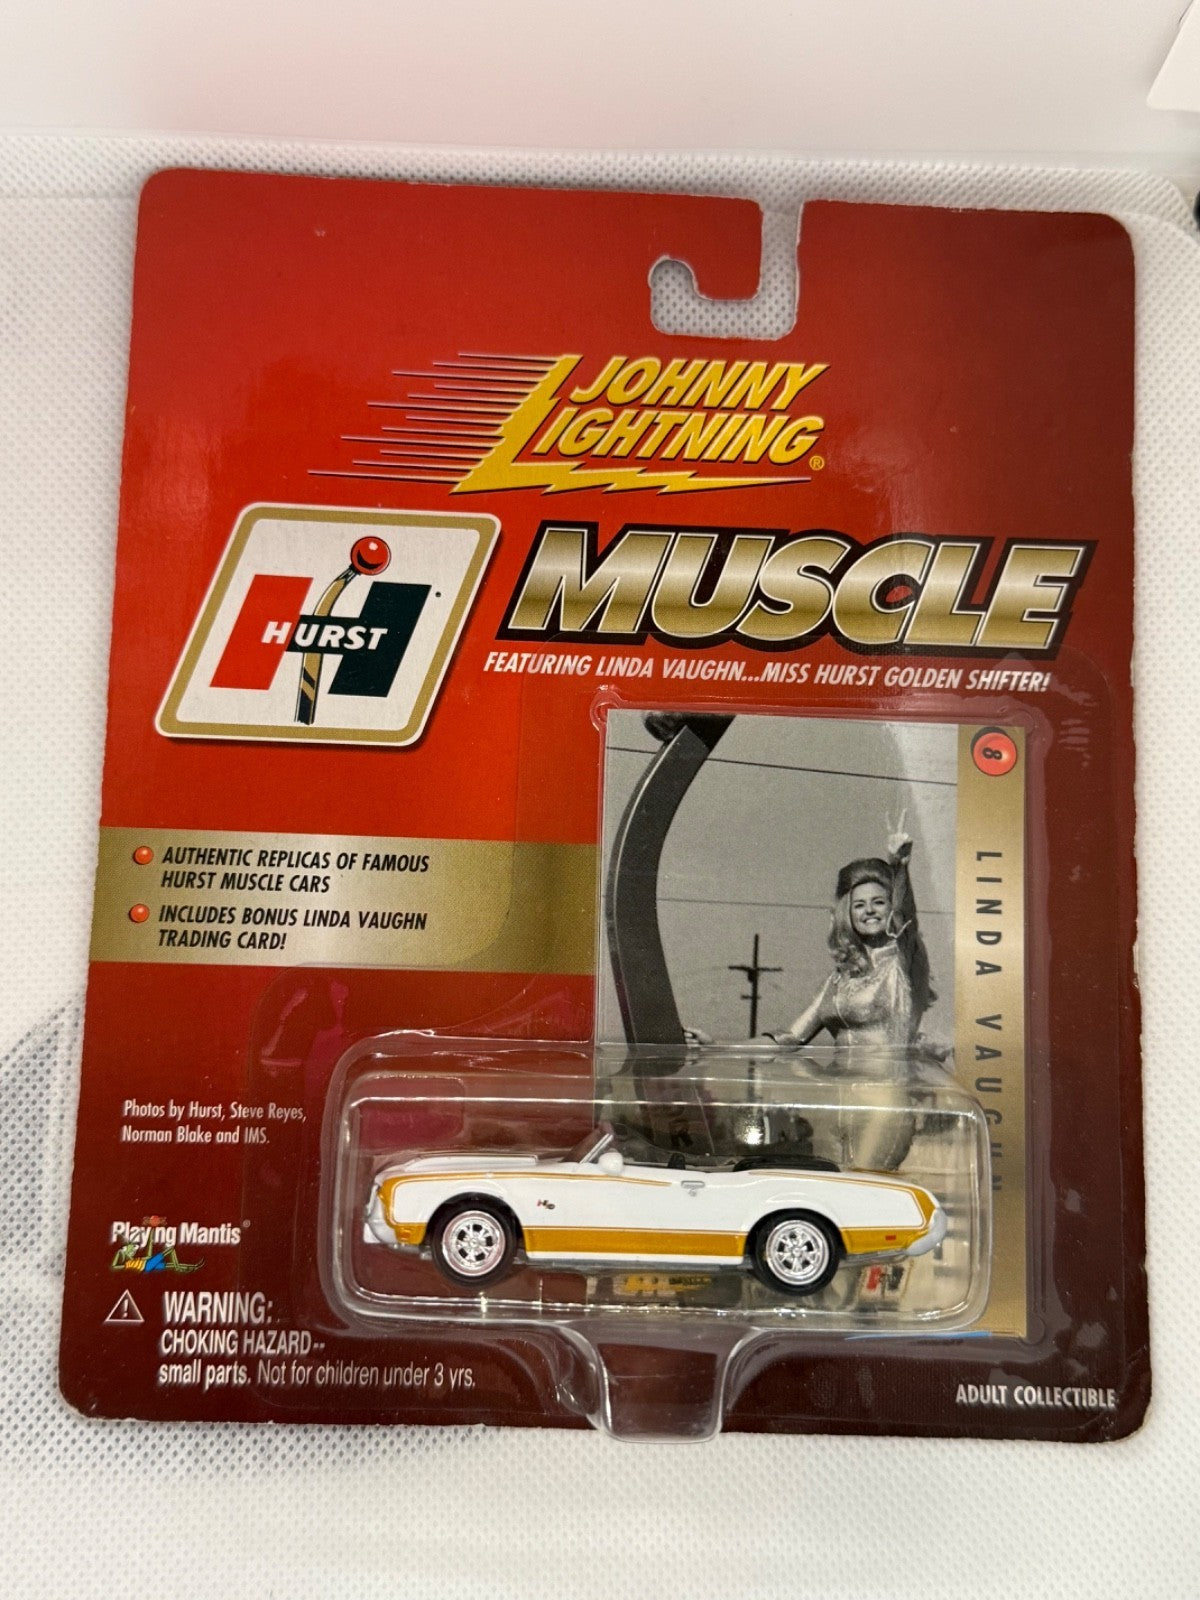 JOHNNY
LIGHTNING®
HURST
MUSCLE
FEATURING LINDA VAUGHN...MISS HURST GOLDEN SHIFTER!
8
LINDA VAUGHN
AUTHENTIC REPLICAS OF FAMOUS
HURST MUSCLE CARS
INCLUDES BONUS LINDA VAUGHN
TRADING CARD!
Photos by Hurst, Steve Reyes,
Norman Blake and IMS.
Playing Mantis®
WARNING:
CHOKING HAZARD--
small parts. Not for children under 3 yrs.
ADULT COLLECTIBLE